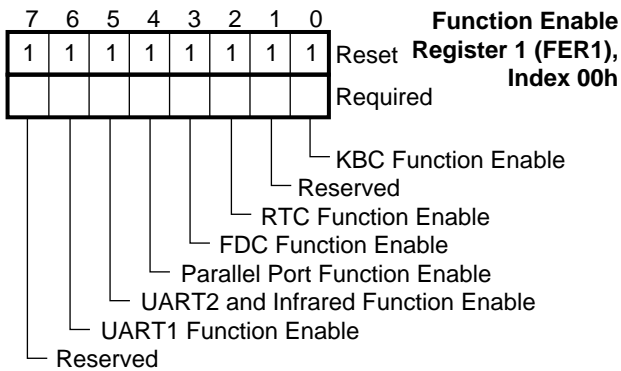 7 6 5 4 3 2 1 0
Function Enable
Register 1 (FER1),
Index 00h
1 1 1 1 1 1 1 1 Reset
Required
KBC Function Enable
Reserved
RTC Function Enable
FDC Function Enable
Parallel Port Function Enable
UART2 and Infrared Function Enable
UART1 Function Enable
Reserved